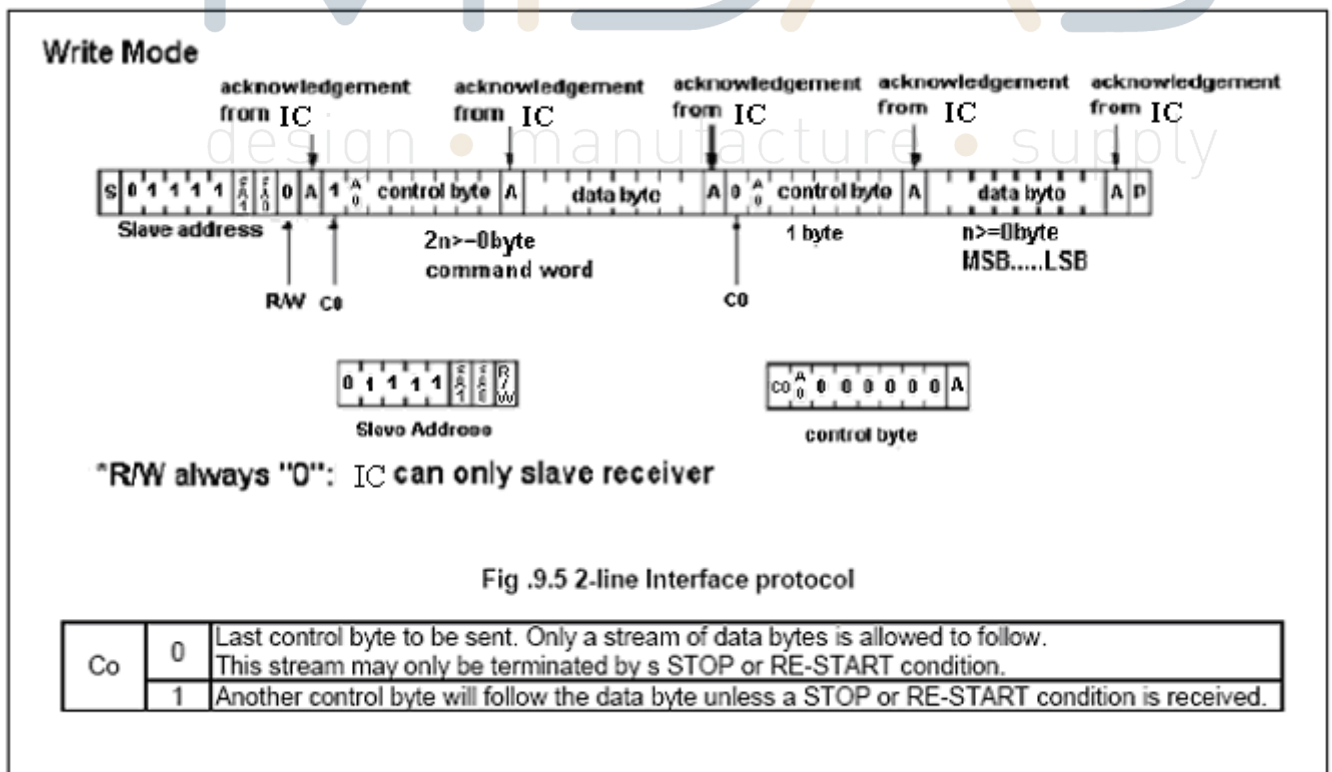 MIDAS
Write Mode
acknowledgement from IC
acknowledgement from IC
acknowledgement from IC
acknowledgement from IC
acknowledgement from IC
design • manufacture • supply
S 0 1 1 1 1 SA1 SA0 0 A 1 A0 control byte A data byte A 0 A0 control byte A data byte A P
Slave address
2n>=0byte
command word
1 byte
n>=0byte
MSB.....LSB
R/W C0
C0
0 1 1 1 1 SA1 SA0 R/W
C0 A0 0 0 0 0 0 0 A
Slave Address
control byte
*R/W always "0": IC can only slave receiver
Fig .9.5 2-line Interface protocol
Co
0 Last control byte to be sent. Only a stream of data bytes is allowed to follow.
This stream may only be terminated by s STOP or RE-START condition.
1 Another control byte will follow the data byte unless a STOP or RE-START condition is received.